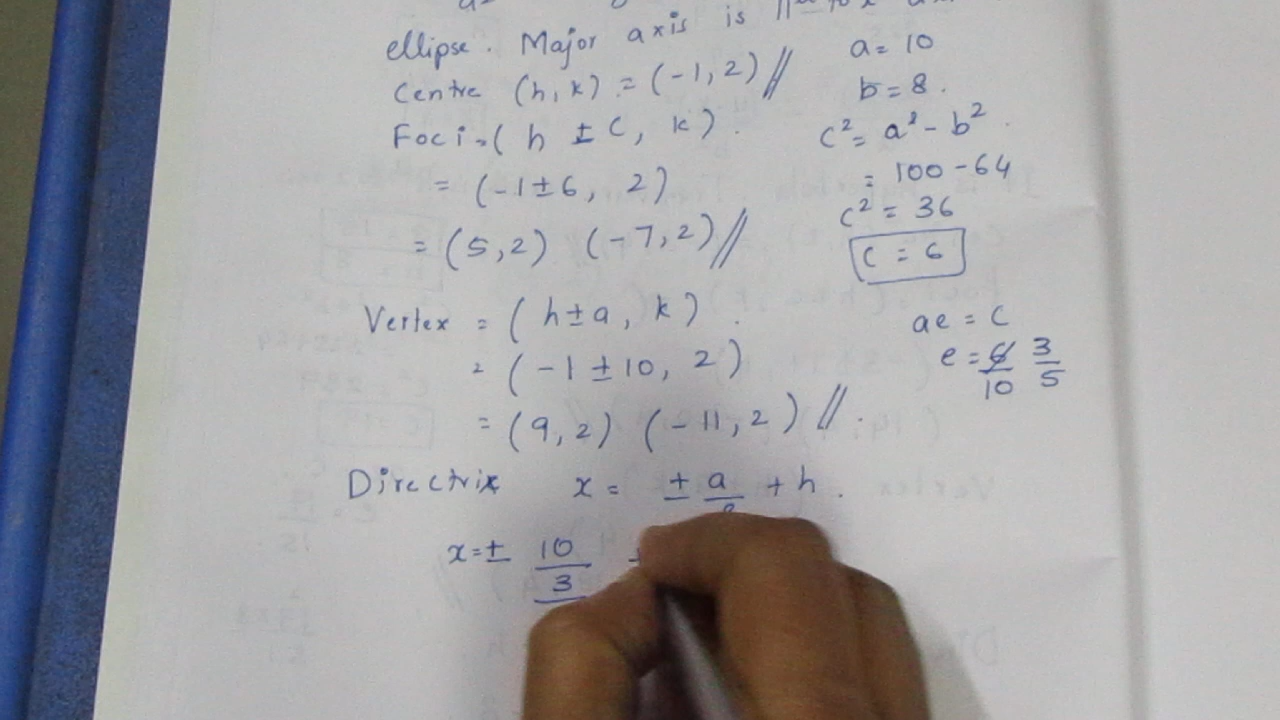 ellipse. Major axis is
a = 10
Centre (h, k) = (-1, 2) //
b = 8.
Foci = ( h ± c, k ).
c² = a² - b²
= (-1 ± 6, 2)
= 100 - 64
c² = 36
= (5, 2) (-7, 2) //
c = 6
Vertex = ( h ± a, k ).
ae = c
= ( -1 ± 10, 2 )
e = 6/10 3/5
= (9, 2) (-11, 2) //.
Directrix x = ± a/e + h.
x = ± 10/3